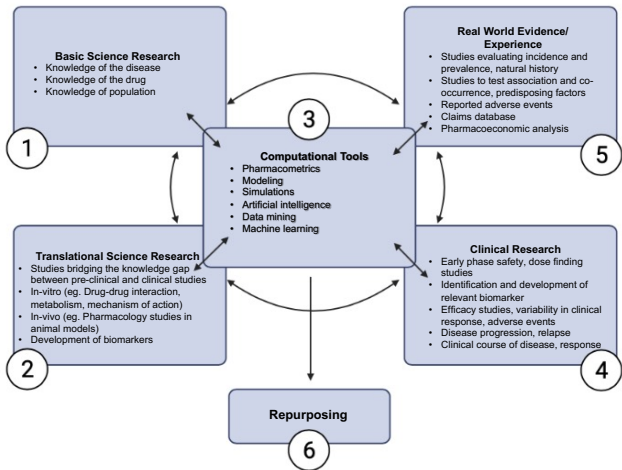 Basic Science Research
• Knowledge of the disease
• Knowledge of the drug
• Knowledge of population
1
Real World Evidence/
Experience
• Studies evaluating incidence and
prevalence, natural history
• Studies to test association and co-
occurrence, predisposing factors
• Reported adverse events
• Claims database
• Pharmacoeconomic analysis
5
3
Computational Tools
• Pharmacometrics
• Modeling
• Simulations
• Artificial intelligence
• Data mining
• Machine learning
Translational Science Research
• Studies bridging the knowledge gap
between pre-clinical and clinical studies
• In-vitro (eg. Drug-drug interaction,
metabolism, mechanism of action)
• In-vivo (eg. Pharmacology studies in
animal models)
• Development of biomarkers
2
Clinical Research
• Early phase safety, dose finding
studies
• Identification and development of
relevant biomarker
• Efficacy studies, variability in clinical
response, adverse events
• Disease progression, relapse
• Clinical course of disease, response
4
Repurposing
6